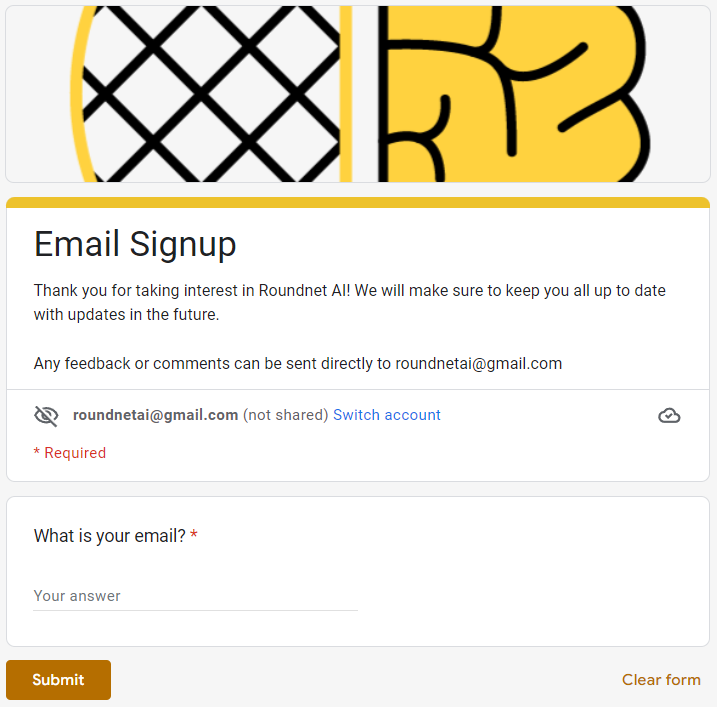 Email Signup
Thank you for taking interest in Roundnet AI! We will make sure to keep you all up to date
with updates in the future.
Any feedback or comments can be sent directly to roundnetai@gmail.com
roundnetai@gmail.com (not shared) Switch account
* Required
What is your email? *
Your answer
Submit
Clear form